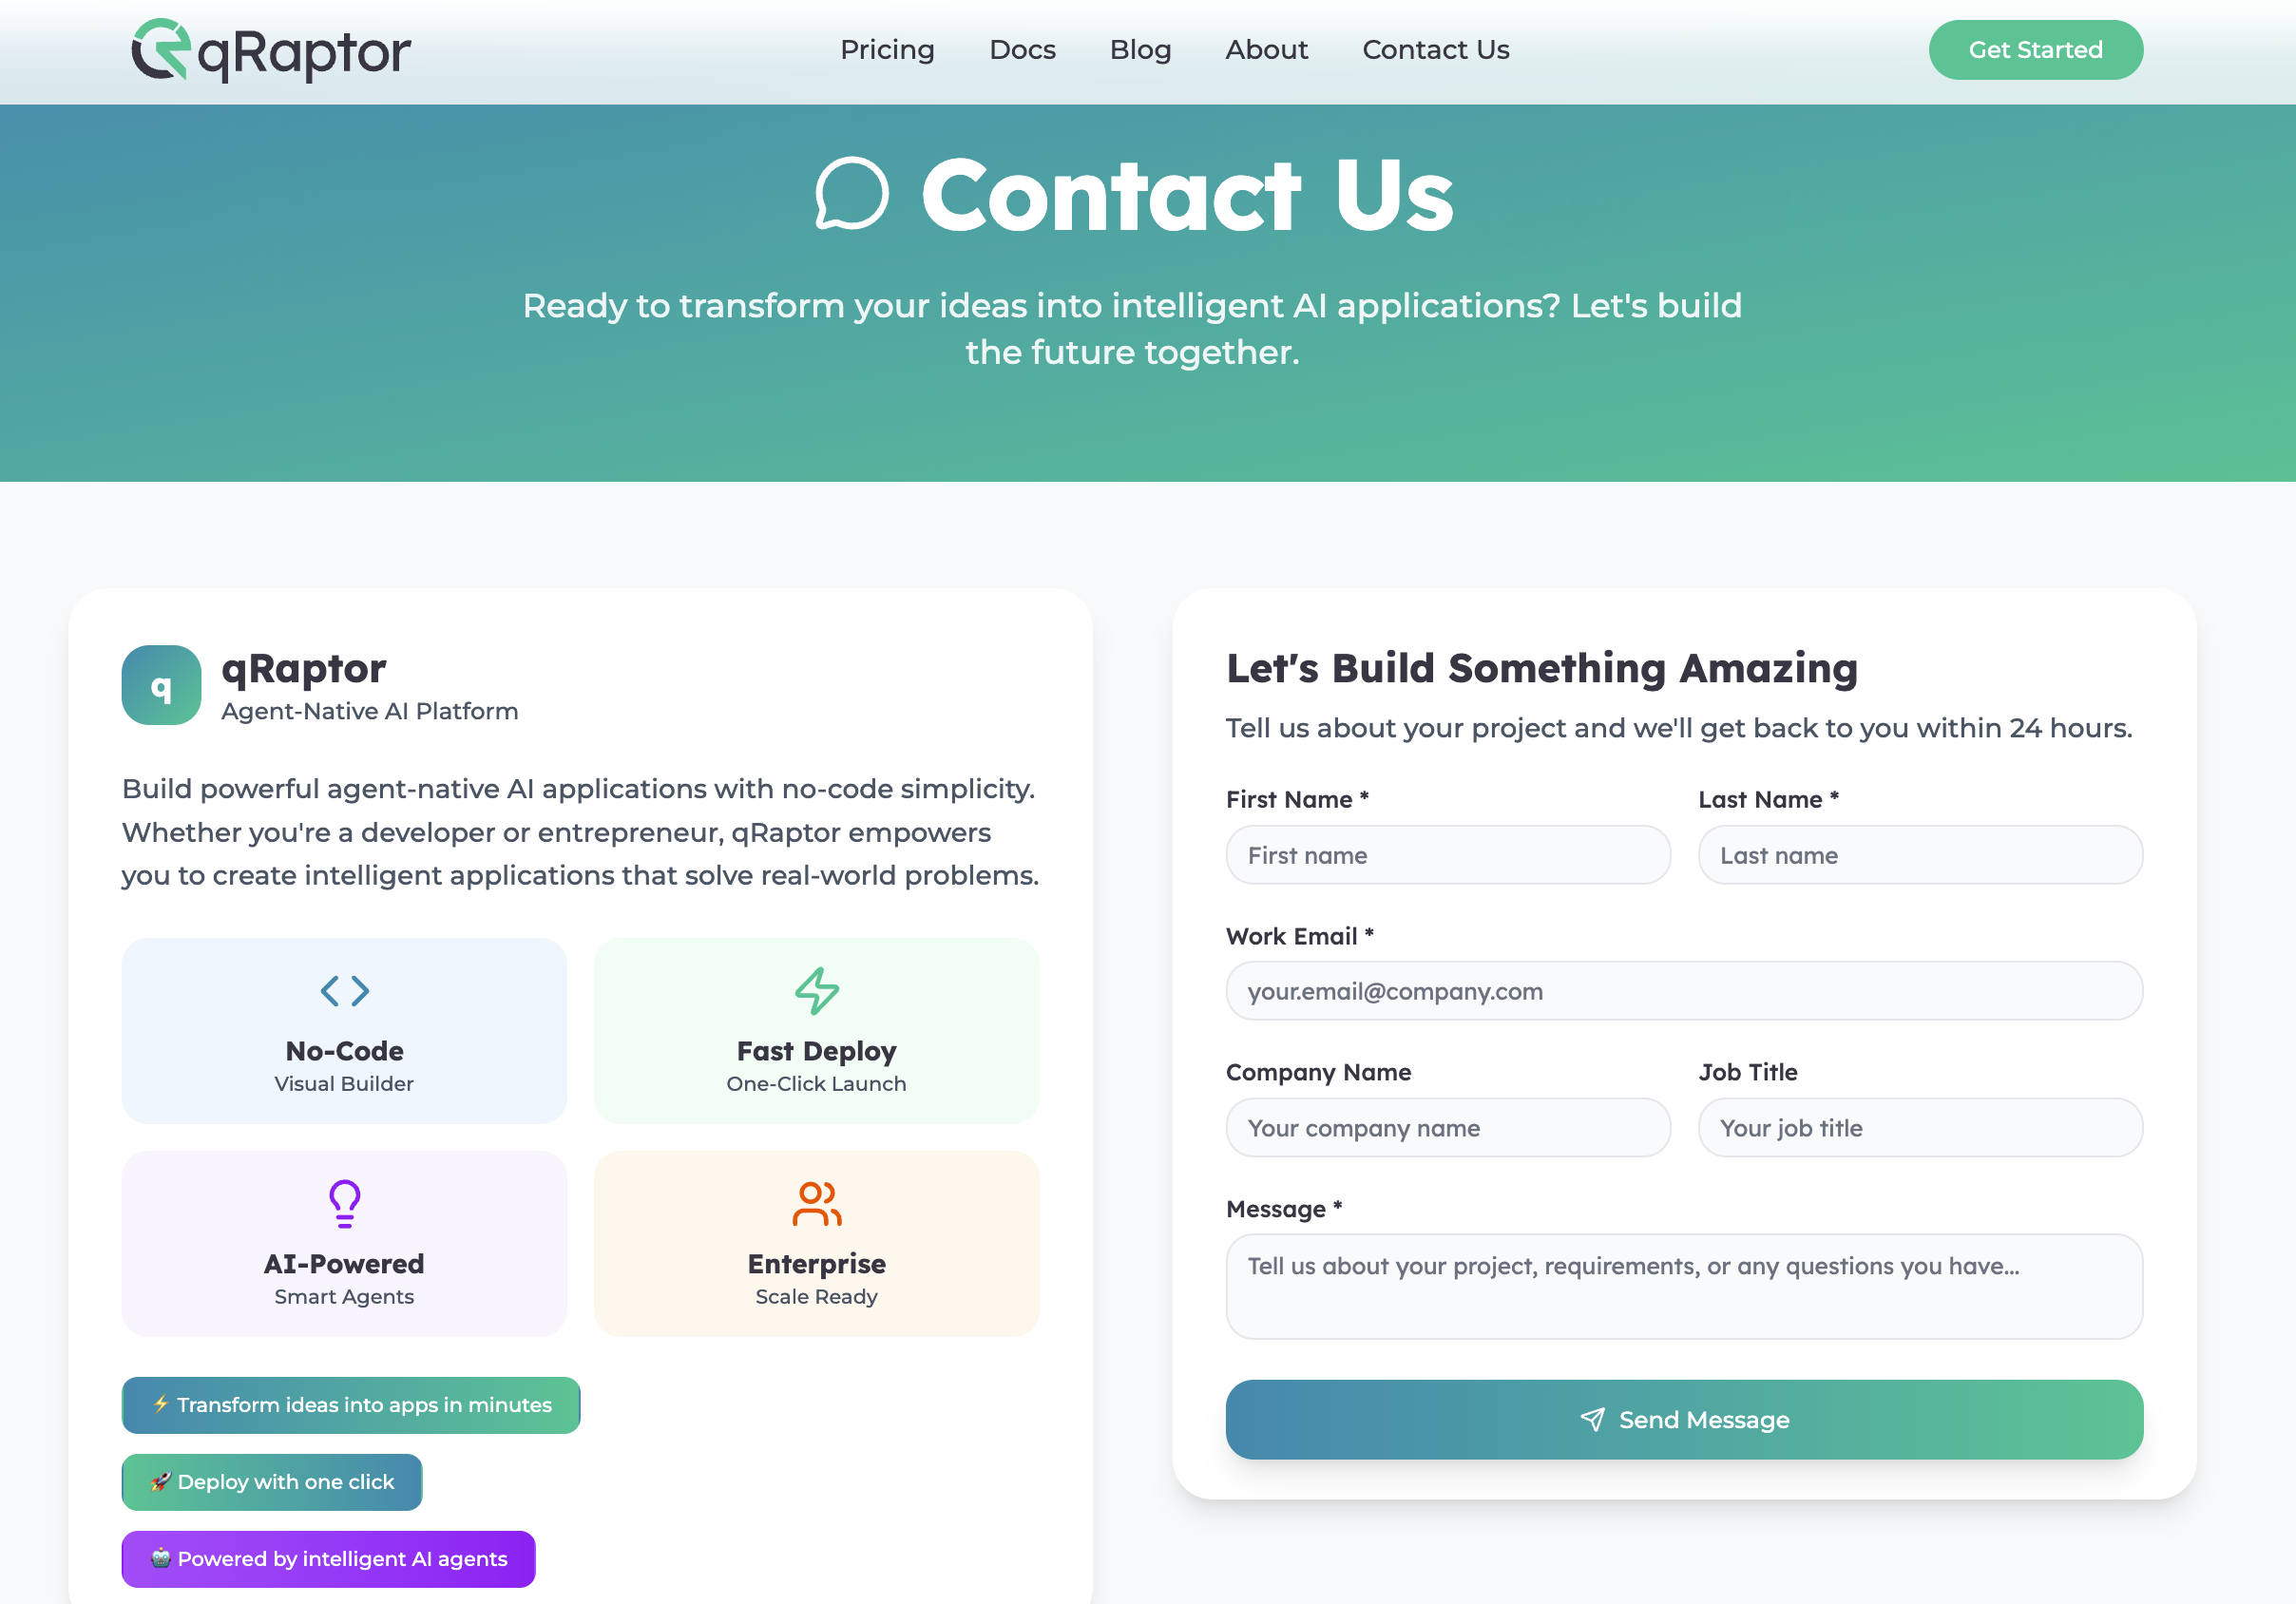 qRaptor
Pricing
Docs
Blog
About
Contact Us
Get Started
Contact Us
Ready to transform your ideas into intelligent AI applications? Let's build
the future together.
q
qRaptor
Agent-Native AI Platform
Build powerful agent-native AI applications with no-code simplicity.
Whether you're a developer or entrepreneur, qRaptor empowers
you to create intelligent applications that solve real-world problems.
No-Code
Visual Builder
Fast Deploy
One-Click Launch
AI-Powered
Smart Agents
Enterprise
Scale Ready
⚡ Transform ideas into apps in minutes
🚀 Deploy with one click
🤖 Powered by intelligent AI agents
Let's Build Something Amazing
Tell us about your project and we'll get back to you within 24 hours.
First Name *
First name
Last Name *
Last name
Work Email *
your.email@company.com
Company Name
Your company name
Job Title
Your job title
Message *
Tell us about your project, requirements, or any questions you have...
Send Message